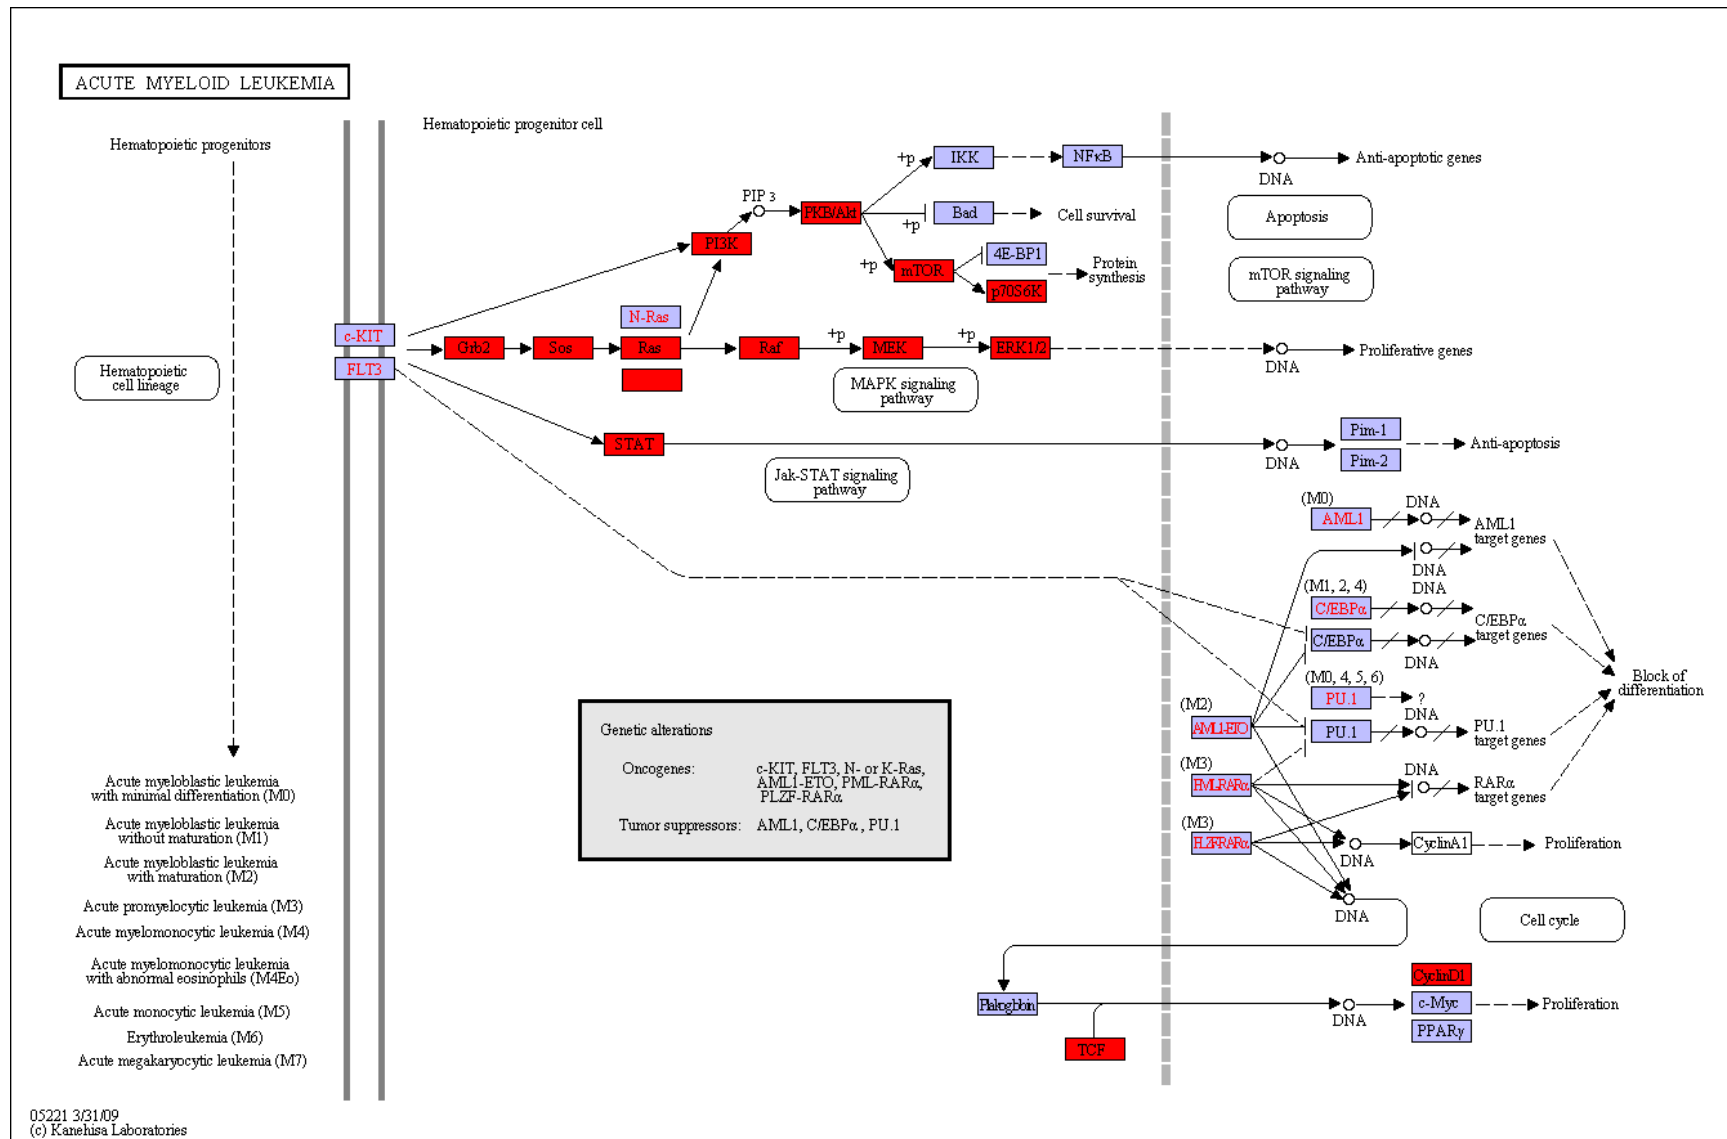 ACUTE MYELOID LEUKEMIA
Hematopoietic progenitors
Hematopoietic progenitor cell
Hematopoietic
cell lineage
Acute myeloblastic leukemia
with minimal differentiation (M0)
Acute myeloblastic leukemia
without maturation (M1)
Acute myeloblastic leukemia
with maturation (M2)
Acute promyelocytic leukemia (M3)
Acute myelomonocytic leukemia (M4)
Acute myelomonocytic leukemia
with abnormal eosinophils (M4Eo)
Acute monocytic leukemia (M5)
Erythroleukemia (M6)
Acute megakaryocytic leukemia (M7)
c-KIT
FLT3
+p
IKK
NFκB
DNA
Anti-apoptotic genes
PIP 3
PKB/Akt
+p
Bad
Cell survival
Apoptosis
PI3K
+p
mTOR
4E-BP1
p70S6K
Protein
synthesis
mTOR signaling
pathway
N-Ras
Grb2
Sos
Ras
Raf
+p
MEK
+p
ERK1/2
DNA
Proliferative genes
MAPK signaling
pathway
STAT
DNA
Pim-1
Pim-2
Anti-apoptosis
Jak-STAT signaling
pathway
(M0)
AML1
DNA
AML1
target genes
DNA
DNA
(M1, 2, 4)
C/EBPα
C/EBPα
C/EBPα
target genes
DNA
(M0, 4, 5, 6)
PU.1
?
DNA
PU.1
PU.1
target genes
Block of
differentiation
(M2)
AML1-ETO
(M3)
PML-RARα
DNA
RARα
target genes
(M3)
PLZF-RARα
DNA
CyclinA1
Proliferation
DNA
Cell cycle
Genetic alterations
Oncogenes: c-KIT, FLT3, N- or K-Ras,
AML1-ETO, PML-RARα,
PLZF-RARα
Tumor suppressors: AML1, C/EBPα, PU.1
Plakoglobin
TCF
DNA
CyclinD1
c-Myc
PPARγ
Proliferation
05221 3/31/09
(c) Kanehisa Laboratories